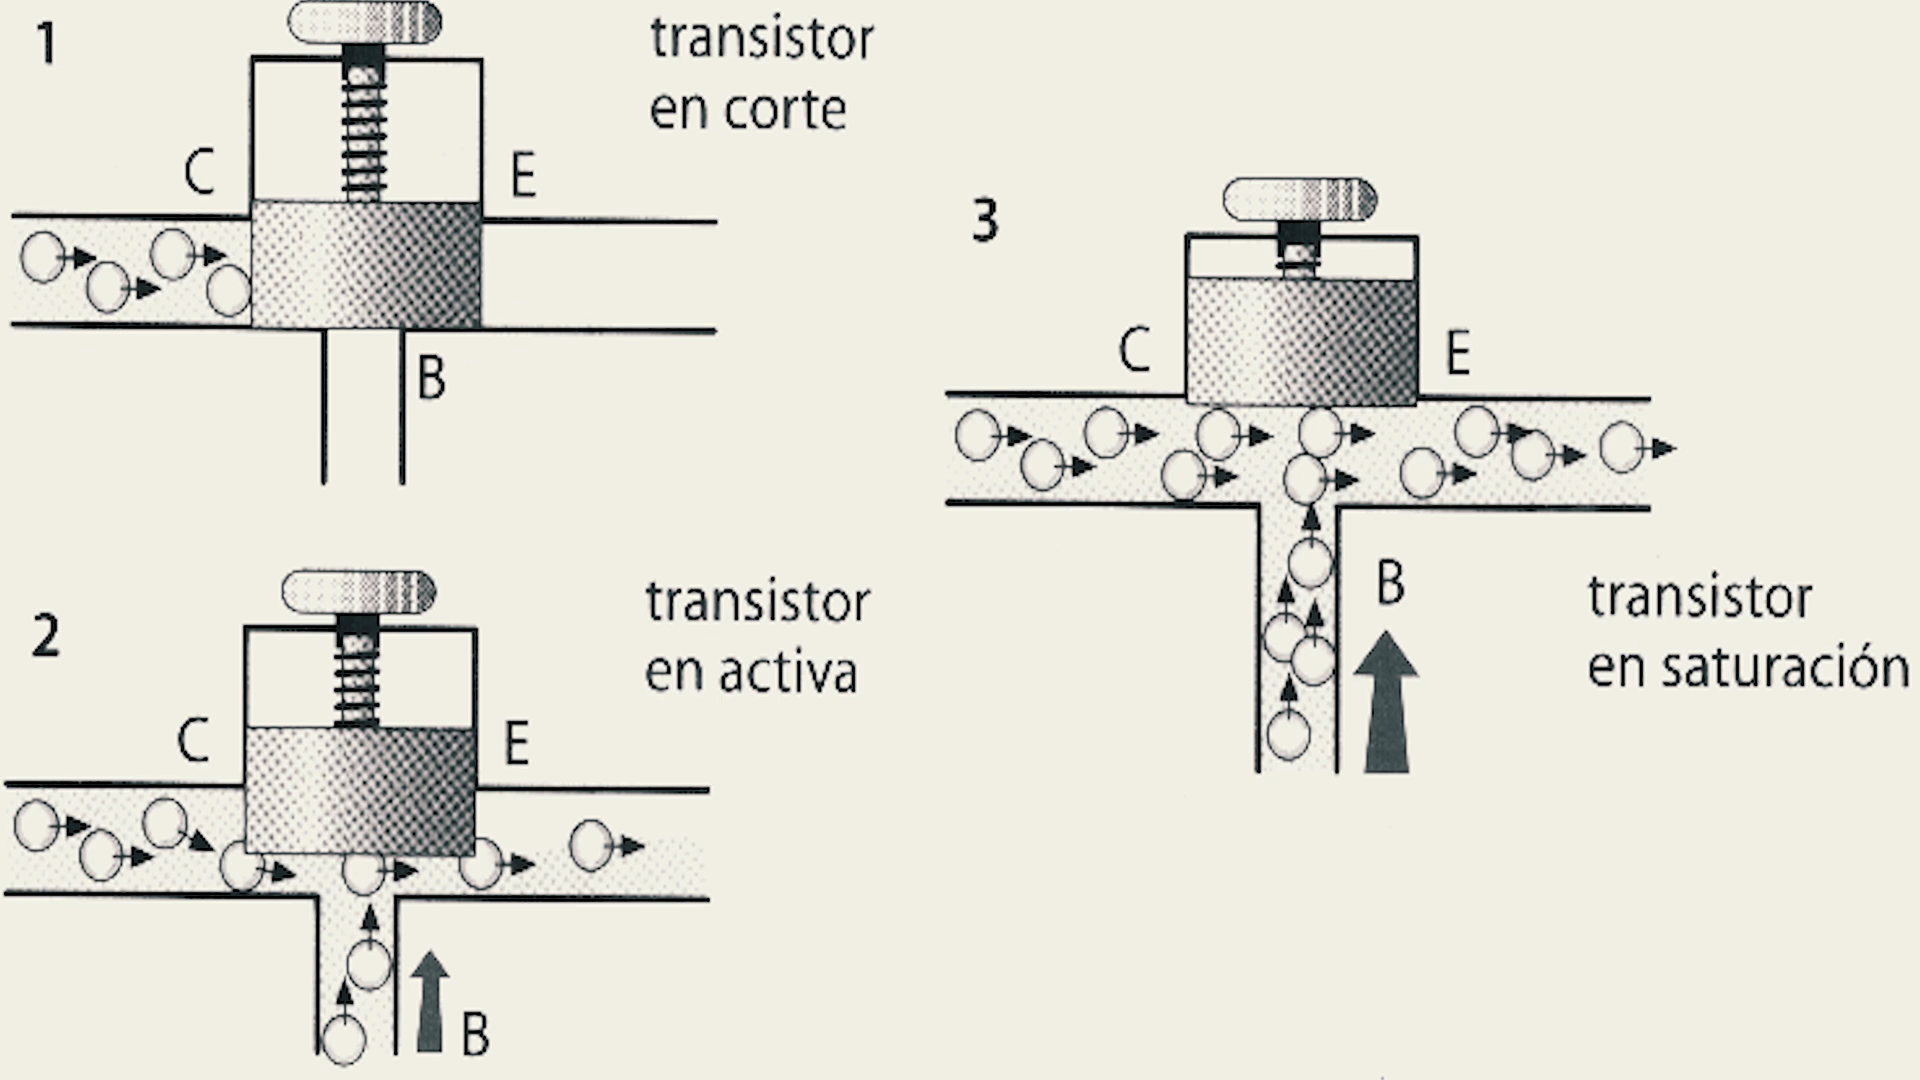 1
transistor
en corte
C
E
B
2
transistor
en activa
C
E
B
3
C
E
B
transistor
en saturación